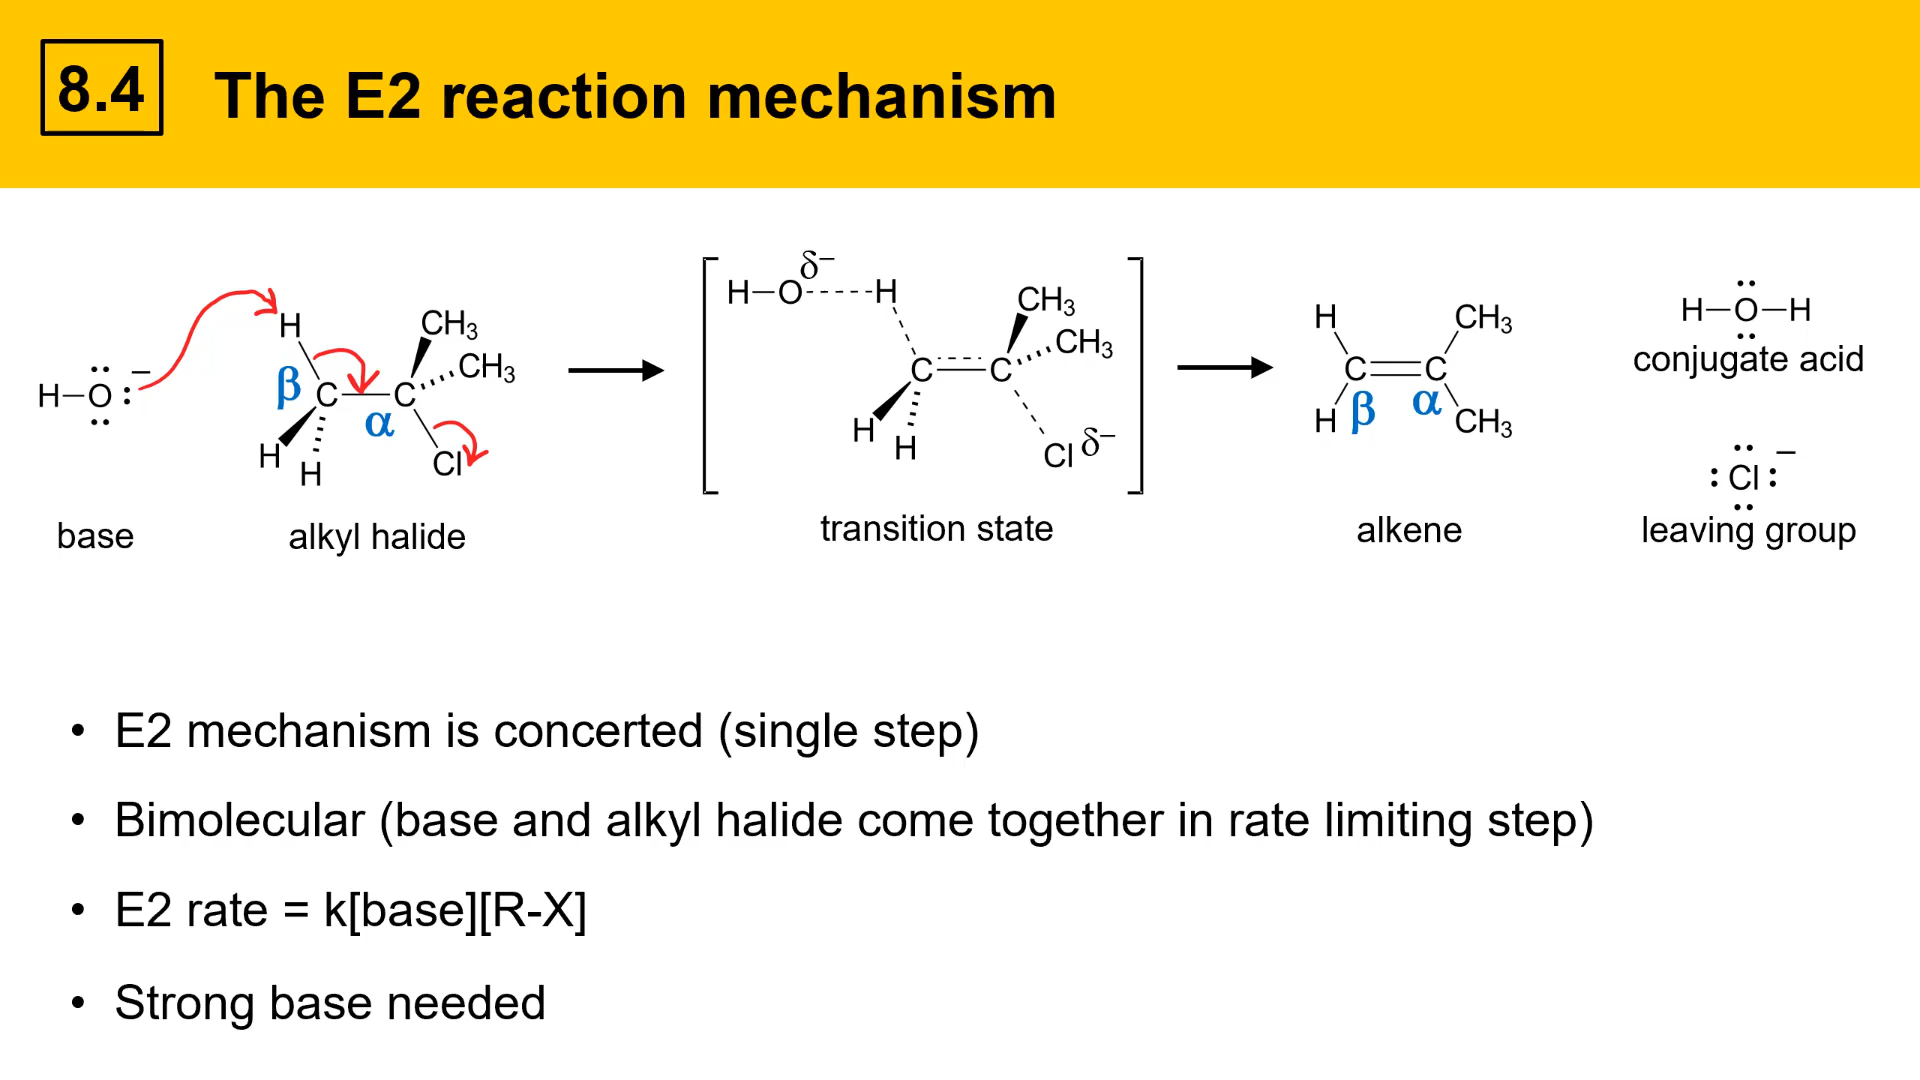 8.4 The E2 reaction mechanism
H–O:⁻
H
β
C
α
C
CH₃
CH₃
H
H
Cl
base
alkyl halide
H–O δ⁻
H
C
C
CH₃
CH₃
H
H
Cl δ⁻
transition state
H
CH₃
C=C
H
β
α
CH₃
alkene
H–O–H
conjugate acid
:Cl:⁻
leaving group
• E2 mechanism is concerted (single step)
• Bimolecular (base and alkyl halide come together in rate limiting step)
• E2 rate = k[base][R-X]
• Strong base needed